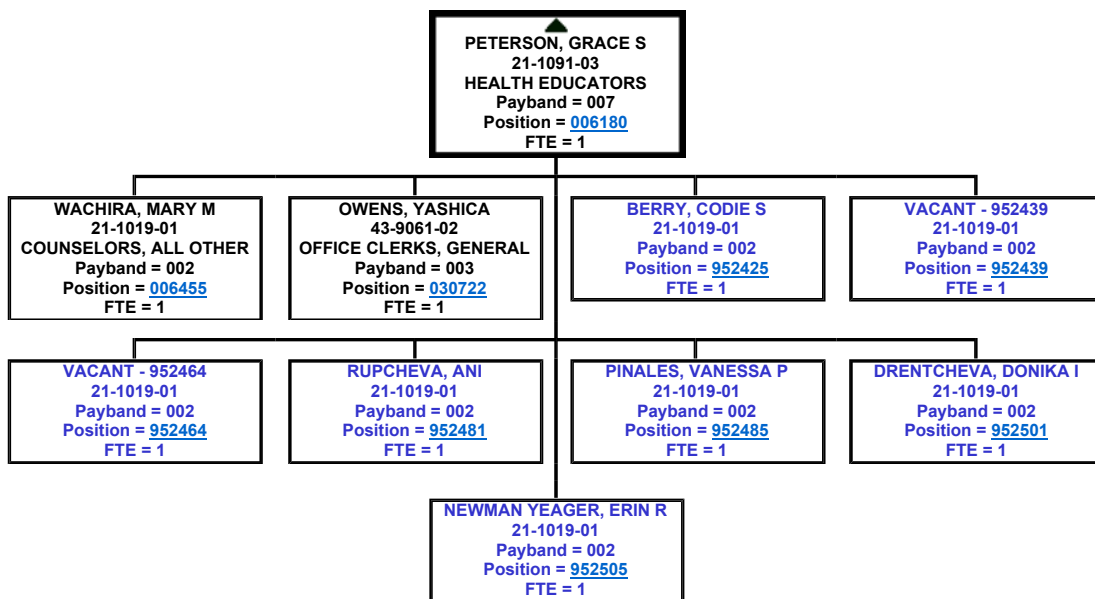 PETERSON, GRACE S
21-1091-03
HEALTH EDUCATORS
Payband = 007
Position = 006180
FTE = 1
WACHIRA, MARY M
21-1019-01
COUNSELORS, ALL OTHER
Payband = 002
Position = 006455
FTE = 1
OWENS, YASHICA
43-9061-02
OFFICE CLERKS, GENERAL
Payband = 003
Position = 030722
FTE = 1
BERRY, CODIE S
21-1019-01
Payband = 002
Position = 952425
FTE = 1
VACANT - 952439
21-1019-01
Payband = 002
Position = 952439
FTE = 1
VACANT - 952464
21-1019-01
Payband = 002
Position = 952464
FTE = 1
RUPCHEVA, ANI
21-1019-01
Payband = 002
Position = 952481
FTE = 1
PINALES, VANESSA P
21-1019-01
Payband = 002
Position = 952485
FTE = 1
DRENTCHEVA, DONIKA I
21-1019-01
Payband = 002
Position = 952501
FTE = 1
NEWMAN YEAGER, ERIN R
21-1019-01
Payband = 002
Position = 952505
FTE = 1